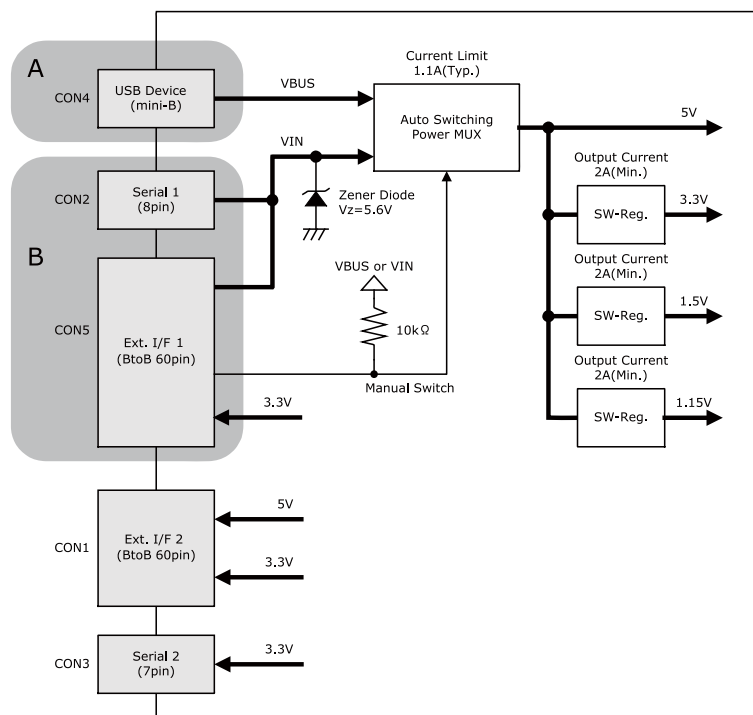 A
CON4
USB Device
(mini-B)
VBUS
Current Limit
1.1A(Typ.)
Auto Switching
Power MUX
5V
VIN
CON2
Serial 1
(8pin)
Zener Diode
Vz=5.6V
Output Current
2A(Min.)
SW-Reg.
3.3V
B
CON5
Ext. I/F 1
(BtoB 60pin)
VBUS or VIN
10kΩ
Manual Switch
3.3V
Output Current
2A(Min.)
SW-Reg.
1.5V
Output Current
2A(Min.)
SW-Reg.
1.15V
CON1
Ext. I/F 2
(BtoB 60pin)
5V
3.3V
CON3
Serial 2
(7pin)
3.3V